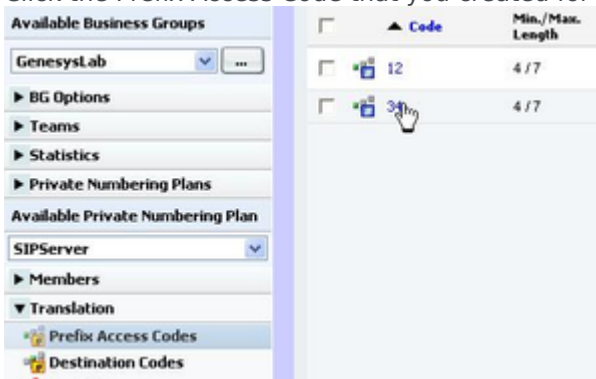 Click the Prefix Access Code that you created for
Available Business Groups
GenesysLab ...
BG Options
Teams
Statistics
Private Numbering Plans
Available Private Numbering Plan
SIPServer
Members
Translation
Prefix Access Codes
Destination Codes
Code Min./Max. Length
12 4 / 7
34 4 / 7